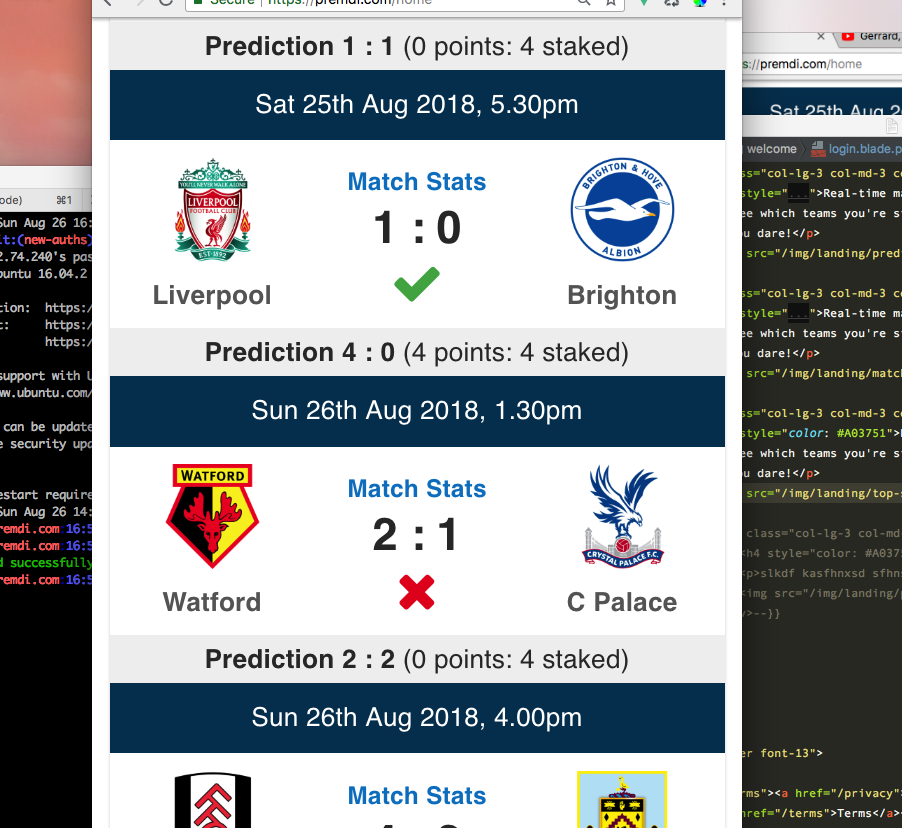 Secure https://premdi.com/home
Prediction 1 : 1 (0 points: 4 staked)
Sat 25th Aug 2018, 5.30pm
YOU'LL NEVER WALK ALONE
LIVERPOOL
FOOTBALL CLUB
EST·1892
Liverpool
Match Stats
1 : 0
BRIGHTON & HOVE
ALBION
Brighton
Prediction 4 : 0 (4 points: 4 staked)
Sun 26th Aug 2018, 1.30pm
WATFORD
Watford
Match Stats
2 : 1
CRYSTAL PALACE F.C.
C Palace
Prediction 2 : 2 (0 points: 4 staked)
Sun 26th Aug 2018, 4.00pm
Match Stats
ode) ⌘1
Sun Aug 26 16:
it:(new-auths)
2.74.240's pas
buntu 16.04.2
tion: https:/
t: https:/
https:/
support with U
ww.ubuntu.com/
can be update
e security upd
estart require
Sun Aug 26 14:
remdi.com:16:5
remdi.com:16:5
d successfully
remdi.com:16:5
Gerrard,
s://premdi.com/home
Sat 25th Aug 2
welcome login.blade.p
ss="col-lg-3 col-md-3 co
style="...">Real-time ma
ee which teams you're st
ou dare!</p>
src="/img/landing/predi
ss="col-lg-3 col-md-3 co
style="...">Real-time ma
ee which teams you're st
ou dare!</p>
src="/img/landing/match
ss="col-lg-3 col-md-3 co
style="color: #A03751">
ee which teams you're st
ou dare!</p>
src="/img/landing/top-s
class="col-lg-3 col-md-
<h4 style="color: #A0375
<p>slkdf kasfhnxsd sfhns
<img src="/img/landing/p
v>--}}
er font-13">
rms"><a href="/privacy"
href="/terms">Terms</a>